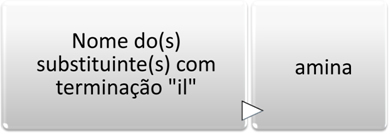 Nome do(s)
substituinte(s) com
terminação "il"
amina